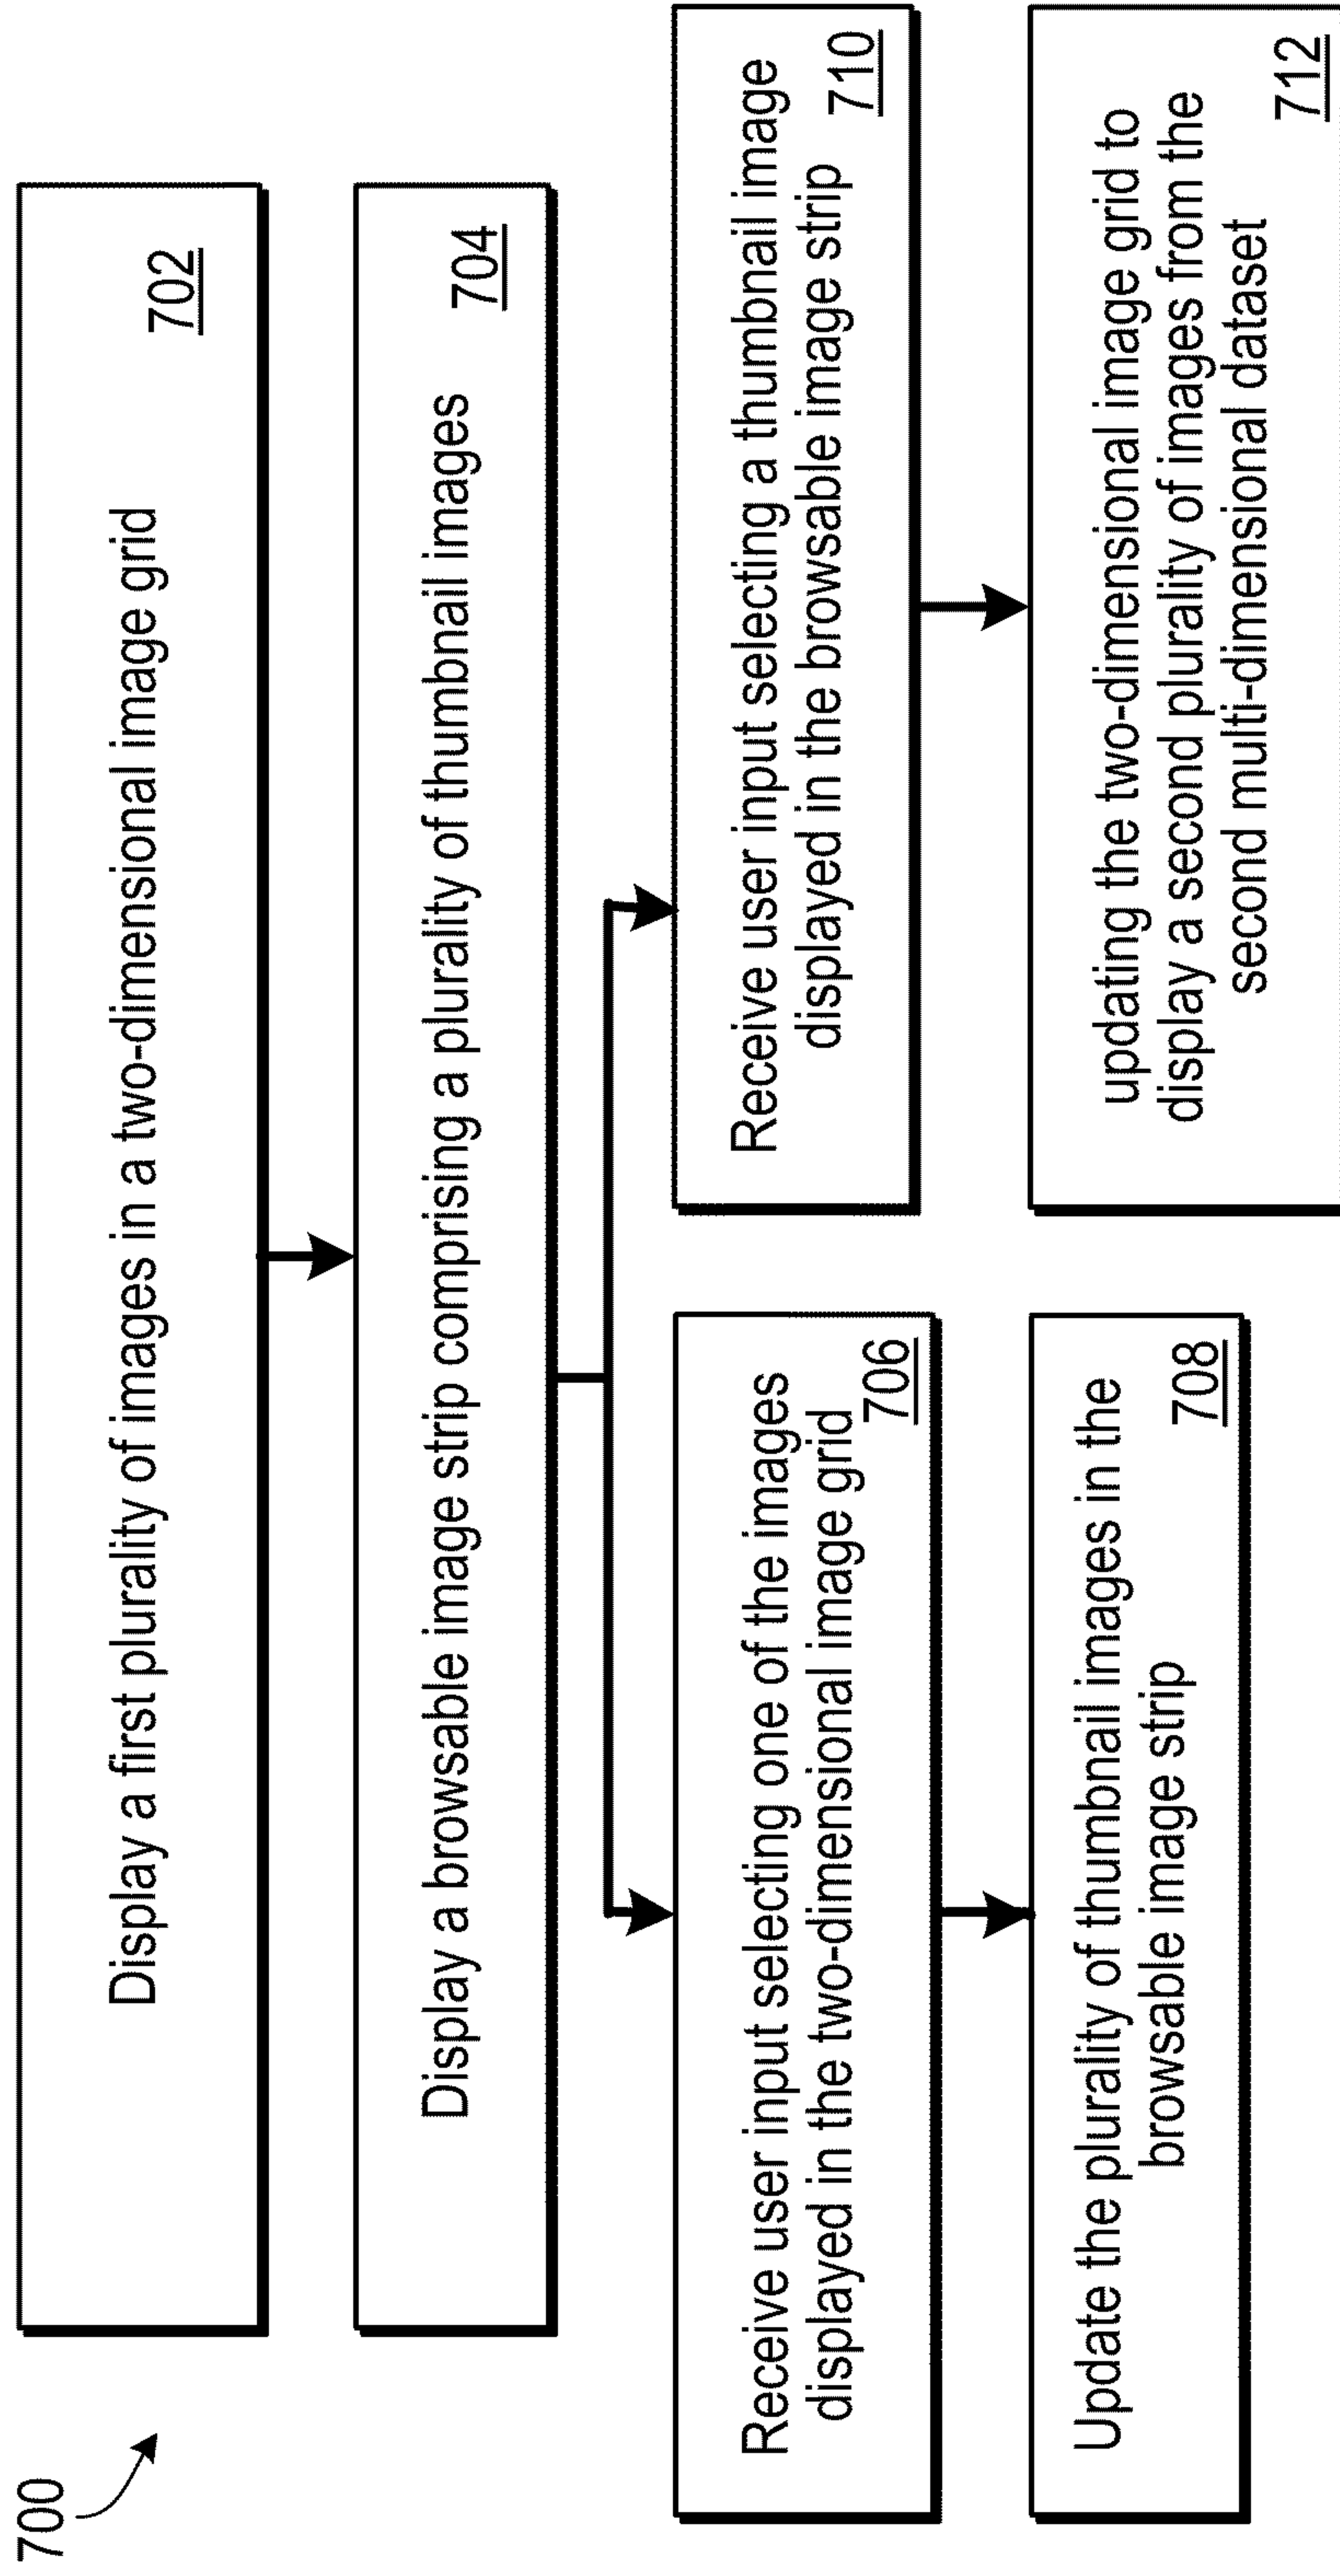 700
Display a first plurality of images in a two-dimensional image grid
702
Display a browsable image strip comprising a plurality of thumbnail images
704
Receive user input selecting one of the images
displayed in the two-dimensional image grid
706
Update the plurality of thumbnail images in the
browsable image strip
708
Receive user input selecting a thumbnail image
displayed in the browsable image strip
710
updating the two-dimensional image grid to
display a second plurality of images from the
second multi-dimensional dataset
712